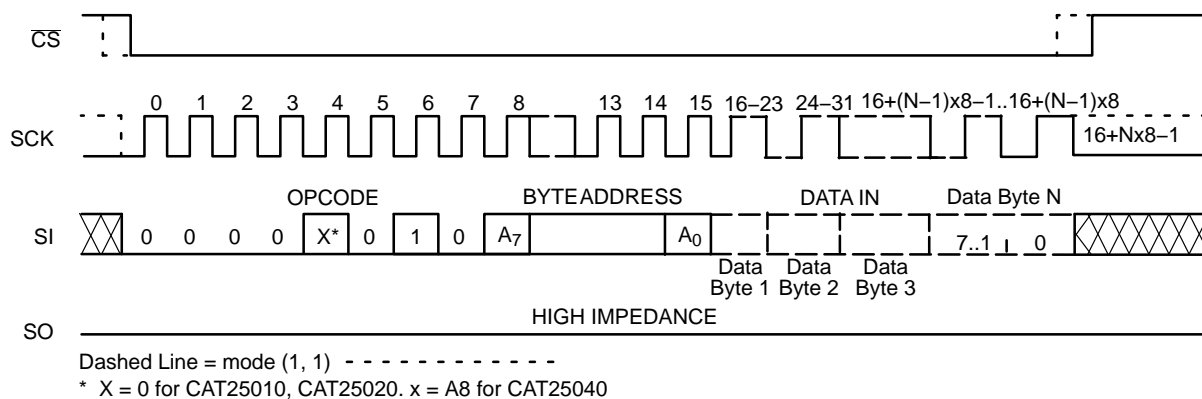 CS
0 1 2 3 4 5 6 7 8 13 14 15 16–23 24–31 16+(N–1)x8–1..16+(N–1)x8
SCK
16+Nx8–1
OPCODE BYTE ADDRESS DATA IN Data Byte N
SI 0 0 0 0 X* 0 1 0 A7 A0 7..1 0
Data Byte 1
Data Byte 2
Data Byte 3
HIGH IMPEDANCE
SO
Dashed Line = mode (1, 1) - - - - - - - - - - - -
* X = 0 for CAT25010, CAT25020. x = A8 for CAT25040